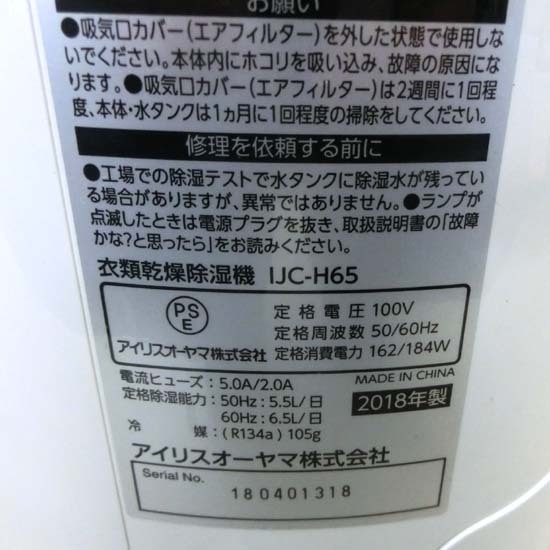 お願い
●吸気口カバー(エアフィルター)を外した状態で使用しな
いでください。本体内にホコリを吸い込み、故障の原因にな
ります。●吸気口カバー(エアフィルター)は2週間に1回程
度、本体・水タンクは1ヵ月に1回程度の掃除をしてください。
修理を依頼する前に
●工場での除湿テストで水タンクに除湿水が残ってい
る場合がありますが、異常ではありません。●ランプが
点滅したときは電源プラグを抜き、取扱説明書の「故障
かな?と思ったら」をお読みください。
衣類乾燥除湿機 IJC-H65
PS
E
アイリスオーヤマ株式会社
定格電圧 100V
定格周波数 50/60Hz
定格消費電力 162/184W
電流ヒューズ:5.0A/2.0A
定格除湿能力:50Hz:5.5L/日
60Hz:6.5L/日
冷媒:(R134a) 105g
MADE IN CHINA
2018年製
アイリスオーヤマ株式会社
Serial No.
180401318